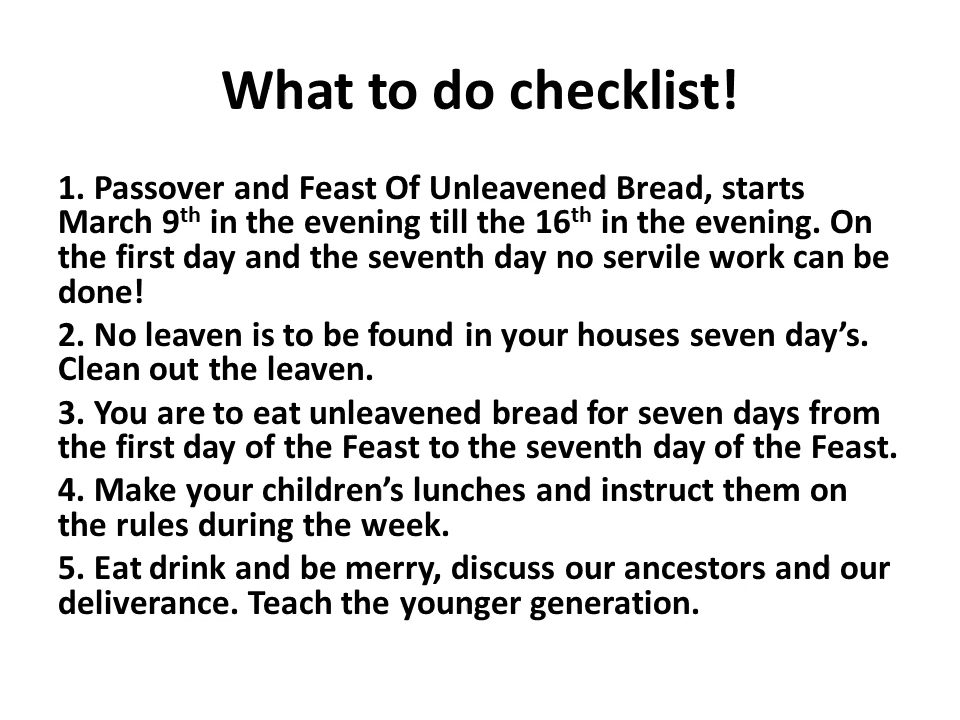 What to do checklist!
1. Passover and Feast Of Unleavened Bread, starts
March 9th in the evening till the 16th in the evening. On
the first day and the seventh day no servile work can be
done!
2. No leaven is to be found in your houses seven day’s.
Clean out the leaven.
3. You are to eat unleavened bread for seven days from
the first day of the Feast to the seventh day of the Feast.
4. Make your children’s lunches and instruct them on
the rules during the week.
5. Eat drink and be merry, discuss our ancestors and our
deliverance. Teach the younger generation.